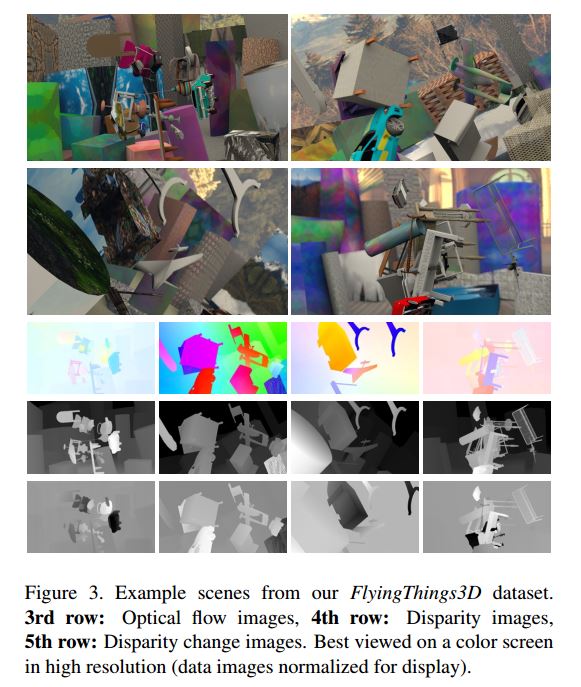 Figure 3. Example scenes from our FlyingThings3D dataset.
3rd row: Optical flow images, 4th row: Disparity images,
5th row: Disparity change images. Best viewed on a color screen
in high resolution (data images normalized for display).